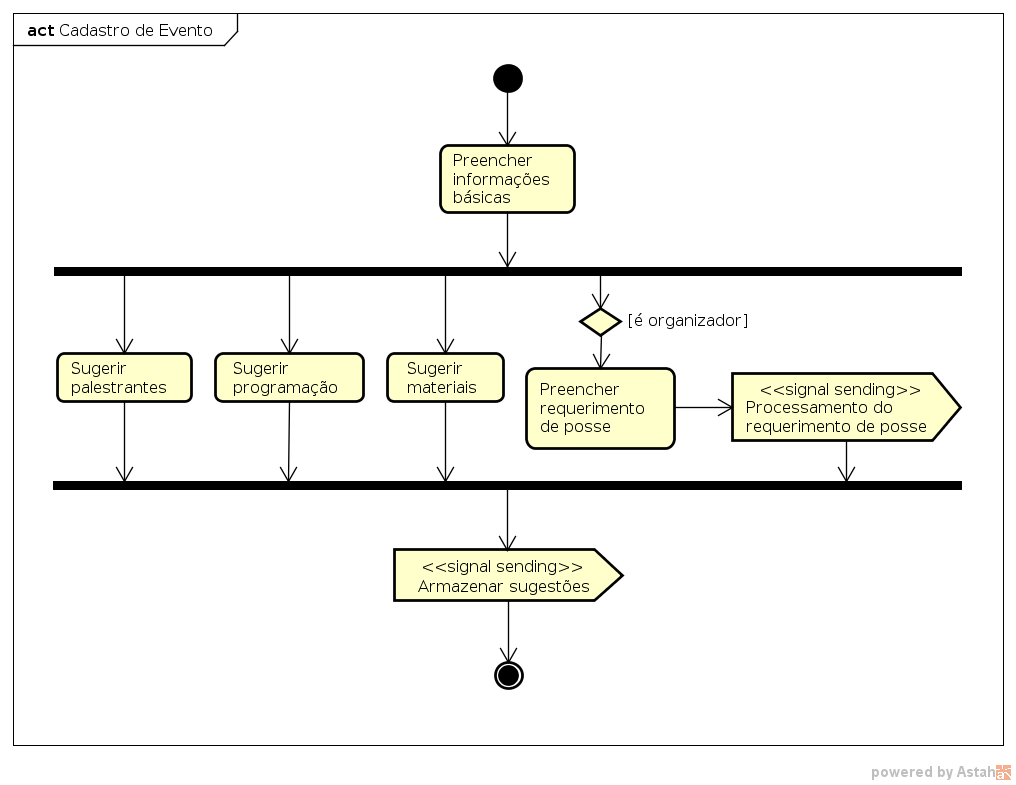 act Cadastro de Evento
Preencher
informações
básicas
[é organizador]
Sugerir
palestrantes
Sugerir
programação
Sugerir
materiais
Preencher
requerimento
de posse
<<signal sending>>
Processamento do
requerimento de posse
<<signal sending>>
Armazenar sugestões
powered by Astah